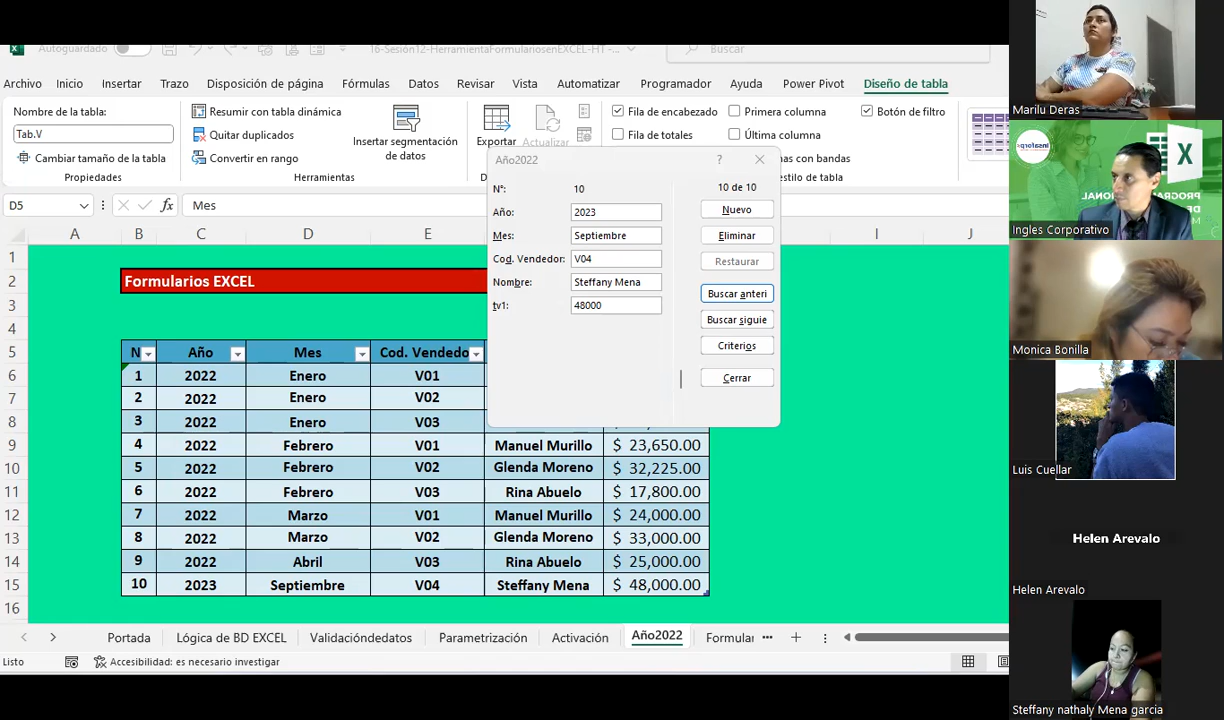 Autoguardado
16-Sesión12-HerramientaFormulariosenEXCEL-HT
Buscar
Archivo Inicio Insertar Trazo Disposición de página Fórmulas Datos Revisar Vista Automatizar Programador Ayuda Power Pivot Diseño de tabla
Nombre de la tabla:
Tab.V
Cambiar tamaño de la tabla
Propiedades
Resumir con tabla dinámica
Quitar duplicados
Convertir en rango
Herramientas
Insertar segmentación
de datos
Exportar
Actualizar
Fila de encabezado
Primera columna
Botón de filtro
Fila de totales
Última columna
nas con bandas
stilo de tabla
D5
fx
Mes
A B C D E I J
Año2022
?
N°: 10
10 de 10
Año: 2023
Nuevo
Mes: Septiembre
Eliminar
Cod. Vendedor: V04
Restaurar
Nombre: Steffany Mena
Buscar anteri
tv1: 48000
Buscar siguie
Criterios
Cerrar
1
2 Formularios EXCEL
3
4
5 N Año Mes Cod. Vendedo
6 1 2022 Enero V01
7 2 2022 Enero V02
8 3 2022 Enero V03
9 4 2022 Febrero V01 Manuel Murillo $ 23,650.00
10 5 2022 Febrero V02 Glenda Moreno $ 32,225.00
11 6 2022 Febrero V03 Rina Abuelo $ 17,800.00
12 7 2022 Marzo V01 Manuel Murillo $ 24,000.00
13 8 2022 Marzo V02 Glenda Moreno $ 33,000.00
14 9 2022 Abril V03 Rina Abuelo $ 25,000.00
15 10 2023 Septiembre V04 Steffany Mena $ 48,000.00
16
Portada Lógica de BD EXCEL Validacióndedatos Parametrización Activación Año2022 Formular
Listo
Accesibilidad: es necesario investigar
Marilu Deras
Insaforp
X
Ingles Corporativo
Monica Bonilla
Luis Cuellar
Helen Arevalo
Helen Arevalo
Steffany nathaly Mena garcia